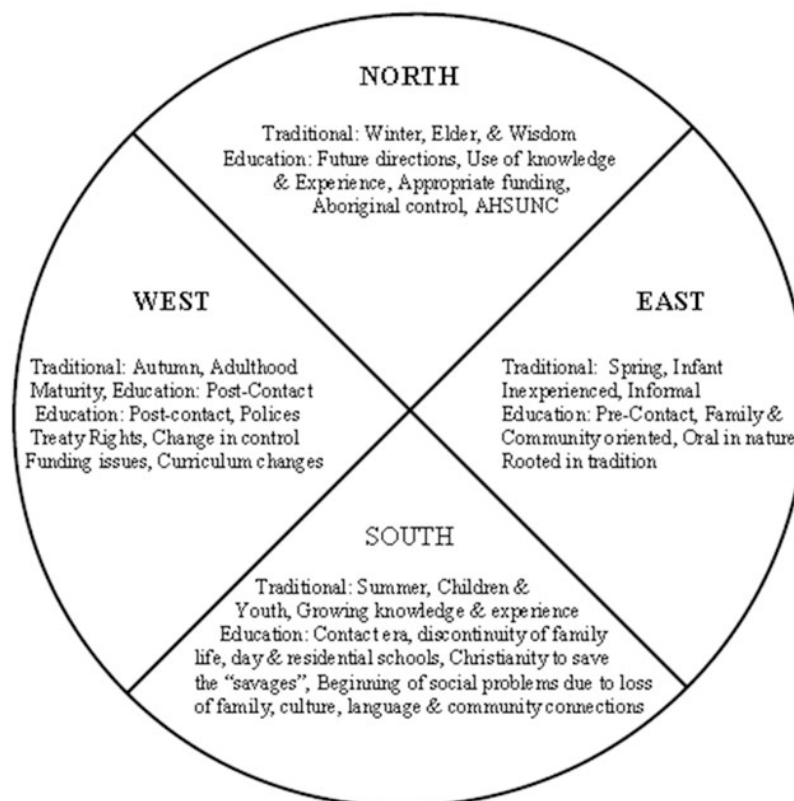 NORTH
Traditional: Winter, Elder, & Wisdom
Education: Future directions, Use of knowledge
& Experience, Appropriate funding,
Aboriginal control, AHSUNC
WEST
Traditional: Autumn, Adulthood
Maturity, Education: Post-Contact
Education: Post-contact, Polices
Treaty Rights, Change in control
Funding issues, Curriculum changes
EAST
Traditional: Spring, Infant
Inexperienced, Informal
Education: Pre-Contact, Family &
Community oriented, Oral in nature
Rooted in tradition
SOUTH
Traditional: Summer, Children &
Youth, Growing knowledge & experience
Education: Contact era, discontinuity of family
life, day & residential schools, Christianity to save
the “savages”, Beginning of social problems due to loss
of family, culture, language & community connections